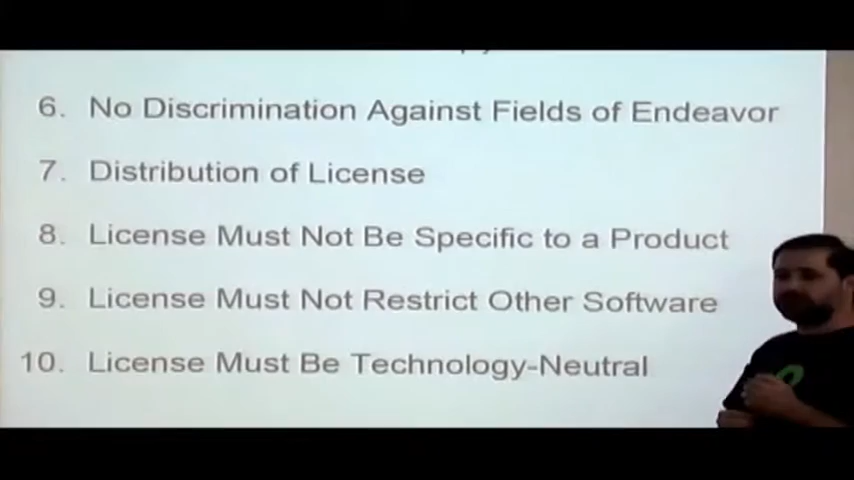 6. No Discrimination Against Fields of Endeavor
7. Distribution of License
8. License Must Not Be Specific to a Product
9. License Must Not Restrict Other Software
10. License Must Be Technology-Neutral